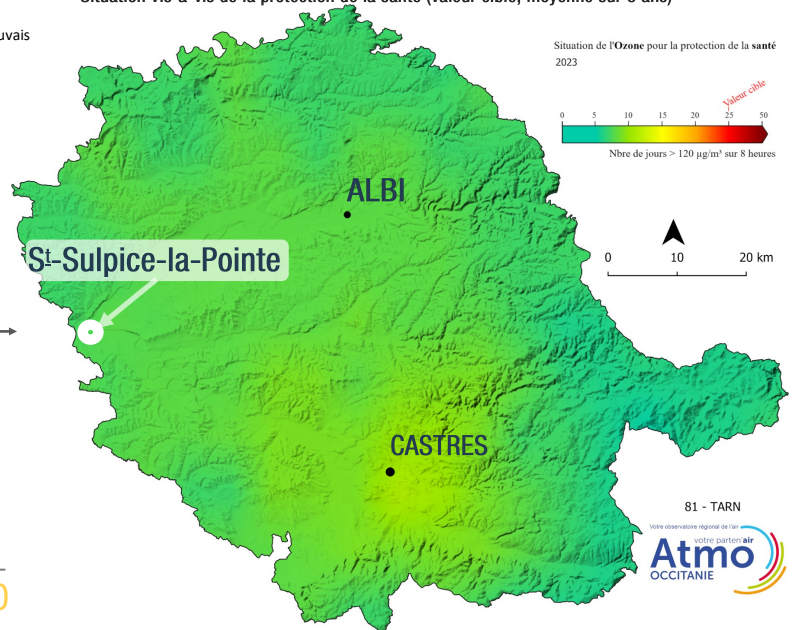 uvais
Situation de l'Ozone pour la protection de la santé
2023
Valeur cible
0 5 10 15 20 25 50
Nbre de jours > 120 µg/m³ sur 8 heures
ALBI
0 10 20 km
St-Sulpice-la-Pointe
CASTRES
81 - TARN
Votre observatoire régional de l'air
votre parten'air
Atmo
OCCITANIE